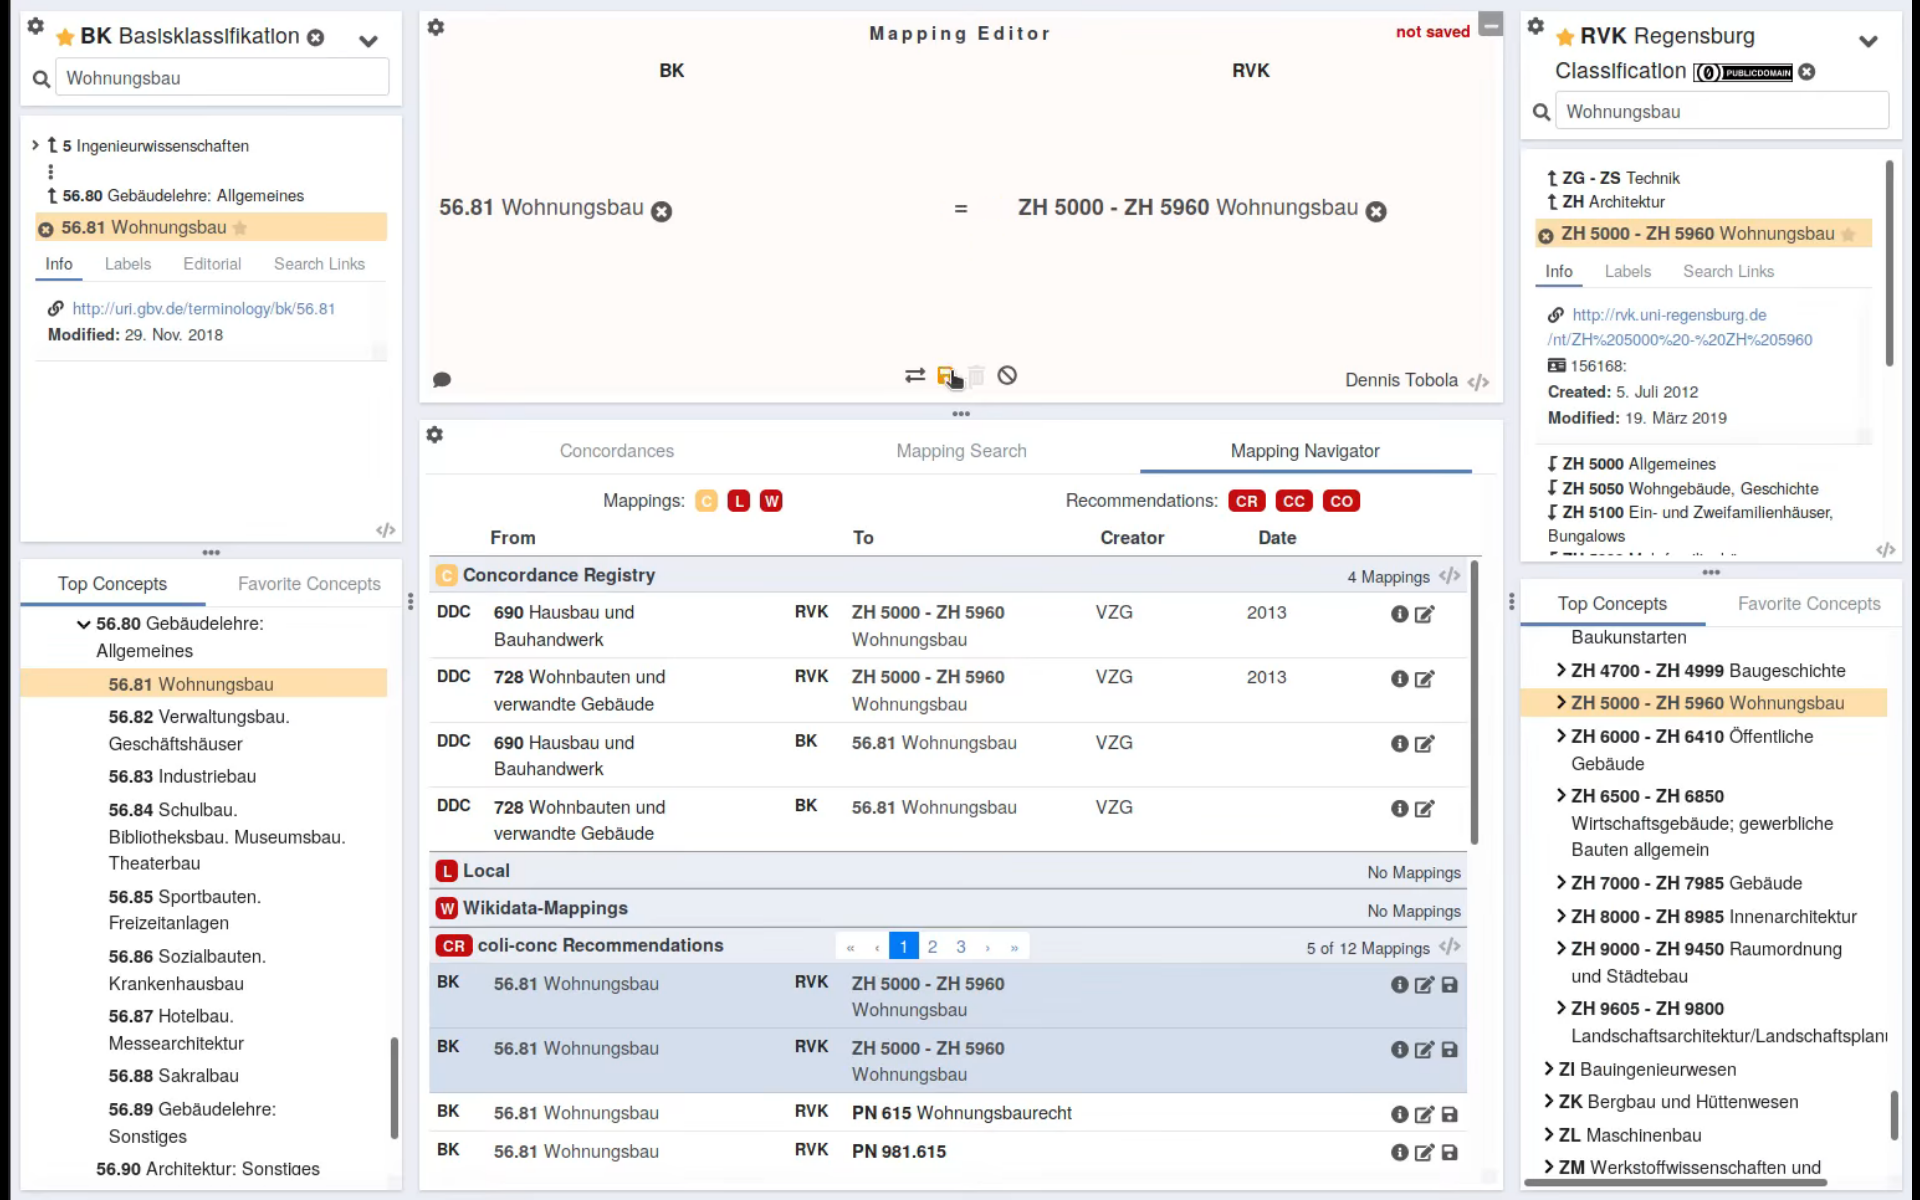 BK Basisklassifikation
Wohnungsbau
5 Ingenieurwissenschaften
56.80 Gebäudelehre: Allgemeines
56.81 Wohnungsbau
Info Labels Editorial Search Links
http://uri.gbv.de/terminology/bk/56.81
Modified: 29. Nov. 2018
</>
Top Concepts Favorite Concepts
56.80 Gebäudelehre:
Allgemeines
56.81 Wohnungsbau
56.82 Verwaltungsbau.
Geschäftshäuser
56.83 Industriebau
56.84 Schulbau.
Bibliotheksbau. Museumsbau.
Theaterbau
56.85 Sportbauten.
Freizeitanlagen
56.86 Sozialbauten.
Krankenhausbau
56.87 Hotelbau.
Messearchitektur
56.88 Sakralbau
56.89 Gebäudelehre:
Sonstiges
56.90 Architektur: Sonstiges
Mapping Editor
not saved
BK RVK
56.81 Wohnungsbau = ZH 5000 - ZH 5960 Wohnungsbau
Dennis Tobola </>
Concordances Mapping Search Mapping Navigator
Mappings: C L W Recommendations: CR CC CO
From To Creator Date
C Concordance Registry 4 Mappings </>
DDC 690 Hausbau und RVK ZH 5000 - ZH 5960 VZG 2013
Bauhandwerk Wohnungsbau
DDC 728 Wohnbauten und RVK ZH 5000 - ZH 5960 VZG 2013
verwandte Gebäude Wohnungsbau
DDC 690 Hausbau und BK 56.81 Wohnungsbau VZG
Bauhandwerk
DDC 728 Wohnbauten und BK 56.81 Wohnungsbau VZG
verwandte Gebäude
L Local No Mappings
W Wikidata-Mappings No Mappings
CR coli-conc Recommendations « ‹ 1 2 3 › » 5 of 12 Mappings </>
BK 56.81 Wohnungsbau RVK ZH 5000 - ZH 5960
Wohnungsbau
BK 56.81 Wohnungsbau RVK ZH 5000 - ZH 5960
Wohnungsbau
BK 56.81 Wohnungsbau RVK PN 615 Wohnungsbaurecht
BK 56.81 Wohnungsbau RVK PN 981.615
RVK Regensburg
Classification PUBLIC DOMAIN
Wohnungsbau
ZG - ZS Technik
ZH Architektur
ZH 5000 - ZH 5960 Wohnungsbau
Info Labels Search Links
http://rvk.uni-regensburg.de
/nt/ZH%205000%20-%20ZH%205960
156168:
Created: 5. Juli 2012
Modified: 19. März 2019
ZH 5000 Allgemeines
ZH 5050 Wohngebäude, Geschichte
ZH 5100 Ein- und Zweifamilienhäuser,
Bungalows
</>
Top Concepts Favorite Concepts
Baukunstarten
ZH 4700 - ZH 4999 Baugeschichte
ZH 5000 - ZH 5960 Wohnungsbau
ZH 6000 - ZH 6410 Öffentliche
Gebäude
ZH 6500 - ZH 6850
Wirtschaftsgebäude; gewerbliche
Bauten allgemein
ZH 7000 - ZH 7985 Gebäude
ZH 8000 - ZH 8985 Innenarchitektur
ZH 9000 - ZH 9450 Raumordnung
und Städtebau
ZH 9605 - ZH 9800
Landschaftsarchitektur/Landschaftsplanu
ZI Bauingenieurwesen
ZK Bergbau und Hüttenwesen
ZL Maschinenbau
ZM Werkstoffwissenschaften und